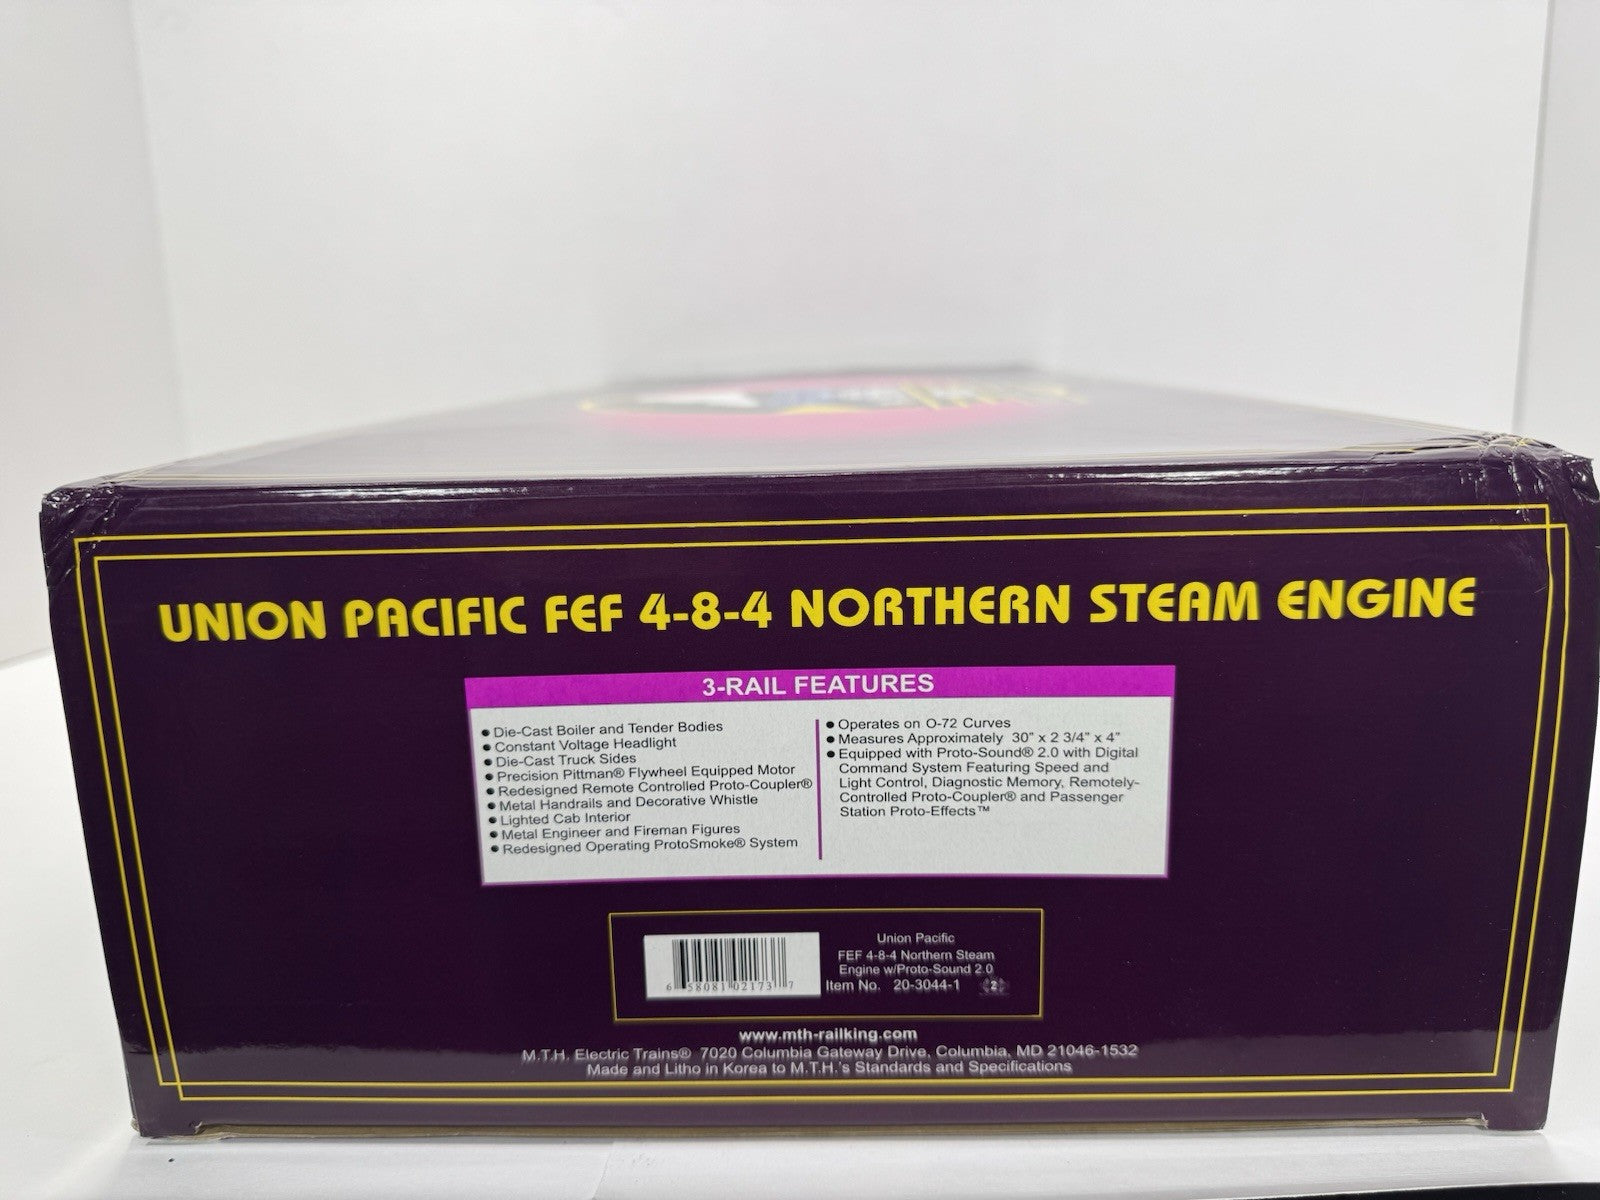 UNION PACIFIC FEF 4-8-4 NORTHERN STEAM ENGINE
3-RAIL FEATURES
• Die-Cast Boiler and Tender Bodies
• Constant Voltage Headlight
• Die-Cast Truck Sides
• Precision Pittman® Flywheel Equipped Motor
• Redesigned Remote Controlled Proto-Coupler®
• Metal Handrails and Decorative Whistle
• Lighted Cab Interior
• Metal Engineer and Fireman Figures
• Redesigned Operating ProtoSmoke® System
• Operates on O-72 Curves
• Measures Approximately 30" x 2 3/4" x 4"
• Equipped with Proto-Sound® 2.0 with Digital
Command System Featuring Speed and
Light Control, Diagnostic Memory, Remotely-
Controlled Proto-Coupler® and Passenger
Station Proto-Effects™
6 58081 02173 7
Union Pacific
FEF 4-8-4 Northern Steam
Engine w/Proto-Sound 2.0
Item No. 20-3044-1
2
www.mth-railking.com
M.T.H. Electric Trains® 7020 Columbia Gateway Drive, Columbia, MD 21046-1532
Made and Litho in Korea to M.T.H.'s Standards and Specifications